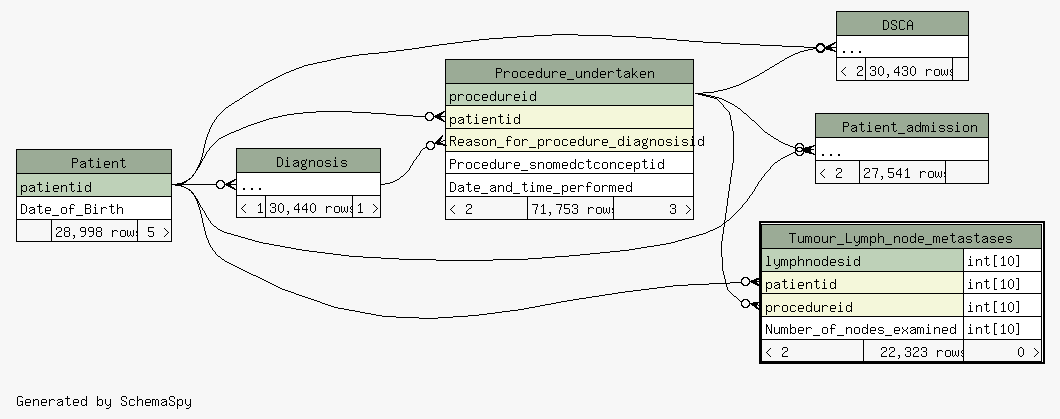 DSCA
...
< 2 30,430 rows
Procedure_undertaken
procedureid
patientid
Reason_for_procedure_diagnosisid
Procedure_snomedctconceptid
Date_and_time_performed
< 2 71,753 rows 3 >
Patient_admission
...
< 2 27,541 rows
Patient
patientid
Date_of_Birth
28,998 rows 5 >
Diagnosis
...
< 1 30,440 rows 1 >
Tumour_Lymph_node_metastases
lymphnodesid int[10]
patientid int[10]
procedureid int[10]
Number_of_nodes_examined int[10]
< 2 22,323 rows 0 >
Generated by SchemaSpy